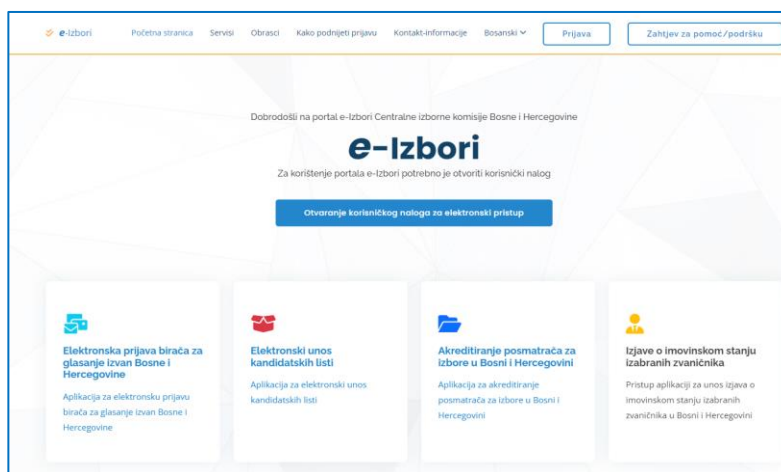 e-Izbori
Početna stranica
Servisi
Obrasci
Kako podnijeti prijavu
Kontakt-informacije
Bosanski
Prijava
Zahtjev za pomoć/podršku
Dobrodošli na portal e-Izbori Centralne izborne komisije Bosne i Hercegovine
e-Izbori
Za korištenje portala e-Izbori potrebno je otvoriti korisnički nalog
Otvaranje korisničkog naloga za elektronski pristup
Elektronska prijava birača za
glasanje izvan Bosne i
Hercegovine
Aplikacija za elektronsku prijavu
birača za glasanje izvan Bosne i
Hercegovine
Elektronski unos
kandidatskih listi
Aplikacija za elektronski unos
kandidatskih listi
Akreditiranje posmatrača za
izbore u Bosni i Hercegovini
Aplikacija za akreditiranje
posmatrača za izbore u Bosni i
Hercegovini
Izjave o imovinskom stanju
izabranih zvaničnika
Pristup aplikaciji za unos izjava o
imovinskom stanju izabranih
zvaničnika u Bosni i Hercegovini